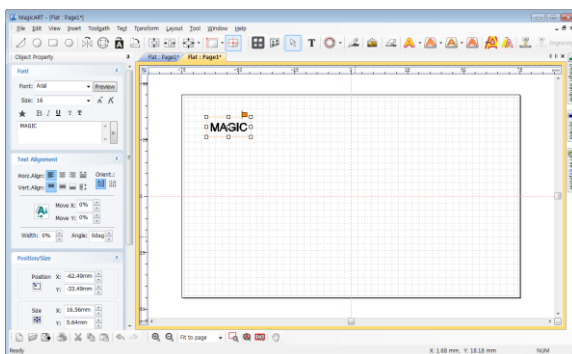 MagicART - [Flat : Page1*]
File Edit View Insert Toolpath Text Transform Layout Tool Window Help
Object Property
Flat : Page1* Flat : Page1*
Font
Font: Arial Preview
Size: 16
B I U
MAGIC
MAGIC
Text Alignment
Horz.Align: Orient.:
Vert.Align:
Move X: 0%
Move Y: 0%
Width: 0% Angle: 0deg
Position/Size
Position X: -62.49mm
Y: -33.49mm
Size X: 16.56mm
Y: 5.64mm
Fit to page
Ready X: 1.68 mm, Y: 18.18 mm NUM